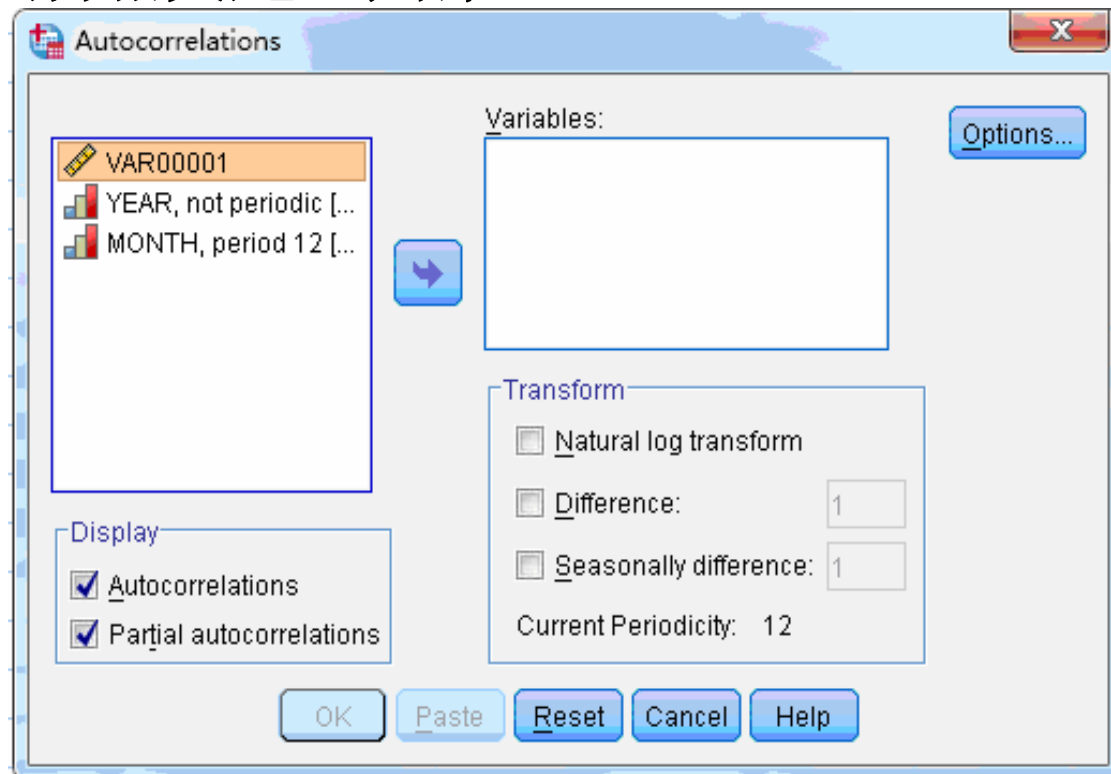 Autocorrelations
Variables:
Options...
VAR00001
YEAR, not periodic [...
MONTH, period 12 [...
Transform
Natural log transform
Difference: 1
Seasonally difference: 1
Current Periodicity: 12
Display
Autocorrelations
Partial autocorrelations
OK Paste Reset Cancel Help